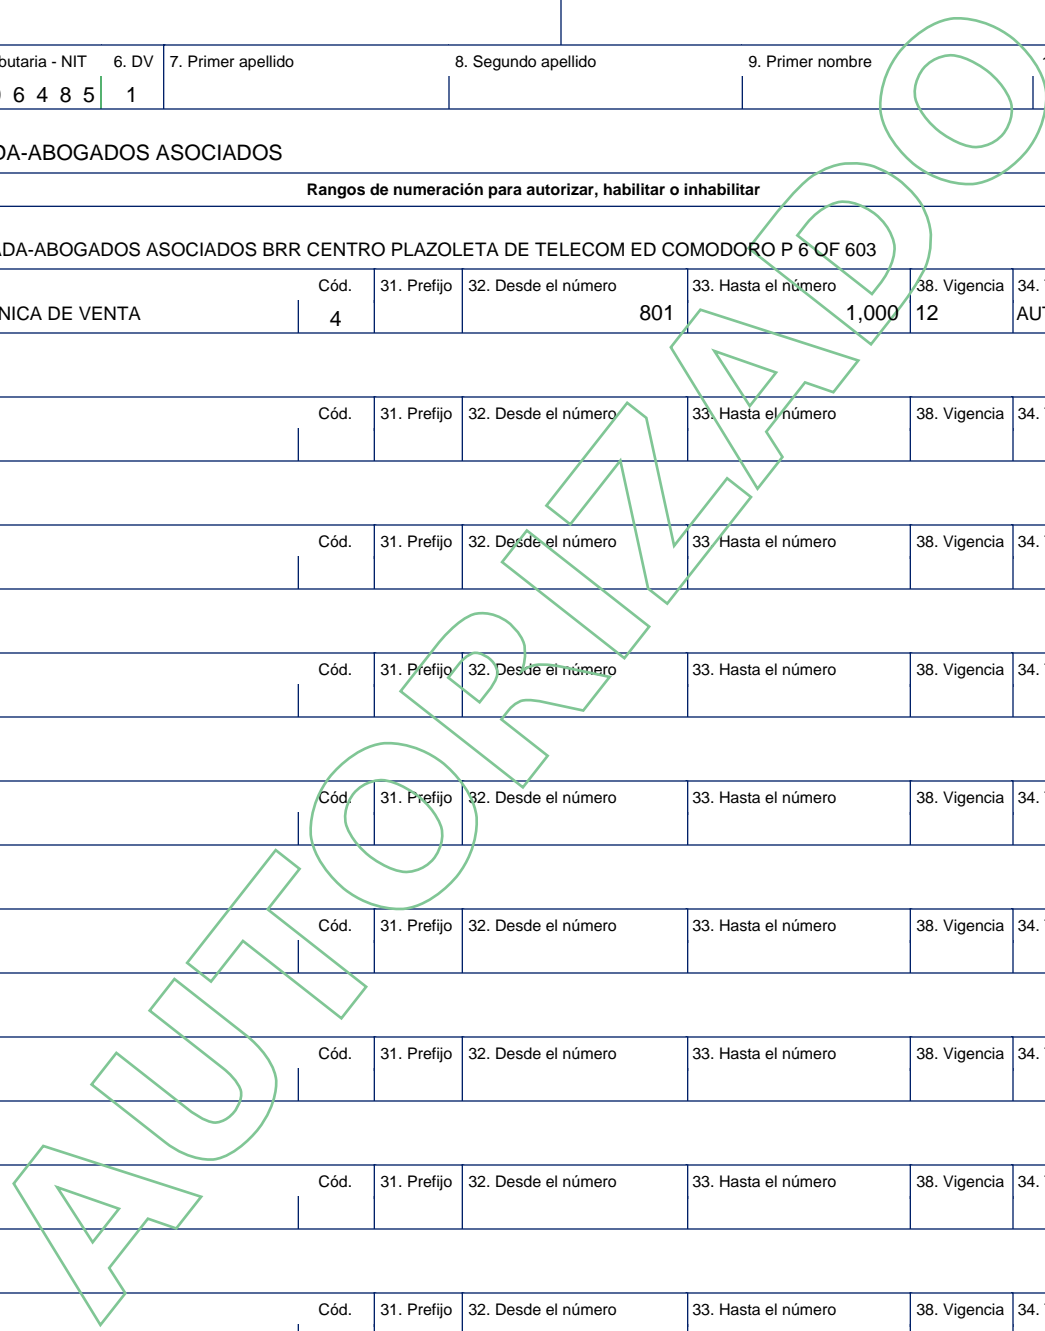 butaria - NIT 6. DV 7. Primer apellido 8. Segundo apellido 9. Primer nombre
6 4 8 5 1
DA-ABOGADOS ASOCIADOS
Rangos de numeración para autorizar, habilitar o inhabilitar
ADA-ABOGADOS ASOCIADOS BRR CENTRO PLAZOLETA DE TELECOM ED COMODORO P 6 OF 603
Cód. 31. Prefijo 32. Desde el número 33. Hasta el número 38. Vigencia 34.
NICA DE VENTA 4 801 1,000 12 AUT
Cód. 31. Prefijo 32. Desde el número 33. Hasta el número 38. Vigencia 34.
Cód. 31. Prefijo 32. Desde el número 33. Hasta el número 38. Vigencia 34.
Cód. 31. Prefijo 32. Desde el número 33. Hasta el número 38. Vigencia 34.
Cód. 31. Prefijo 32. Desde el número 33. Hasta el número 38. Vigencia 34.
Cód. 31. Prefijo 32. Desde el número 33. Hasta el número 38. Vigencia 34.
Cód. 31. Prefijo 32. Desde el número 33. Hasta el número 38. Vigencia 34.
Cód. 31. Prefijo 32. Desde el número 33. Hasta el número 38. Vigencia 34.
Cód. 31. Prefijo 32. Desde el número 33. Hasta el número 38. Vigencia 34.
AUTORIZADO